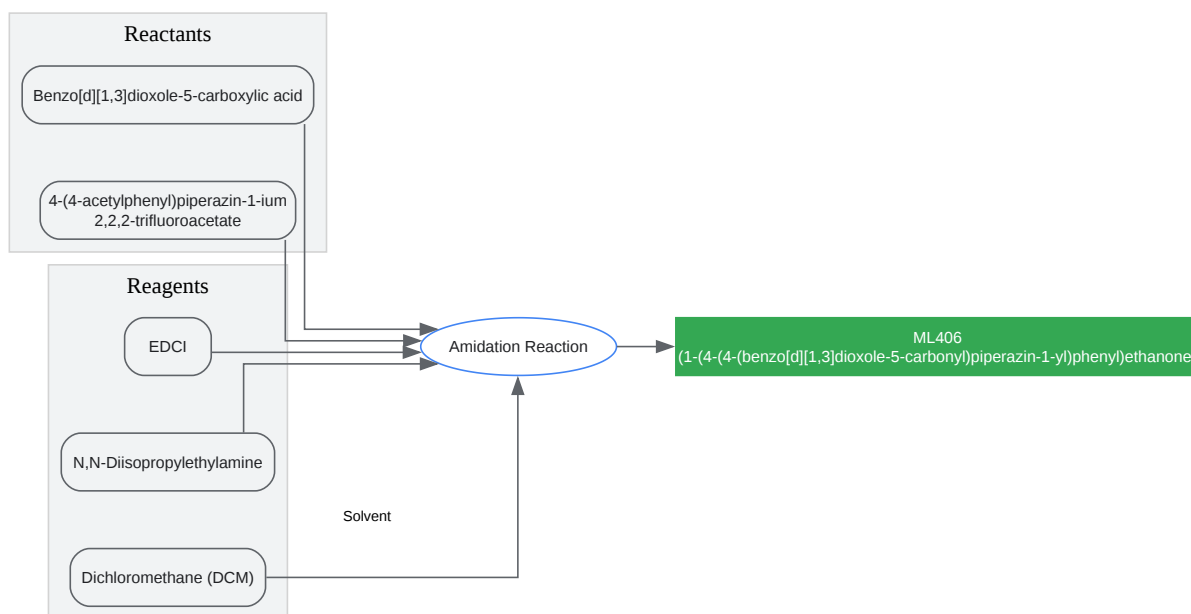 Reactants
Benzo[d][1,3]dioxole-5-carboxylic acid
4-(4-acetylphenyl)piperazin-1-ium
2,2,2-trifluoroacetate
Reagents
EDCI
N,N-Diisopropylethylamine
Dichloromethane (DCM)
Solvent
Amidation Reaction
ML406
(1-(4-(4-(benzo[d][1,3]dioxole-5-carbonyl)piperazin-1-yl)phenyl)ethanone